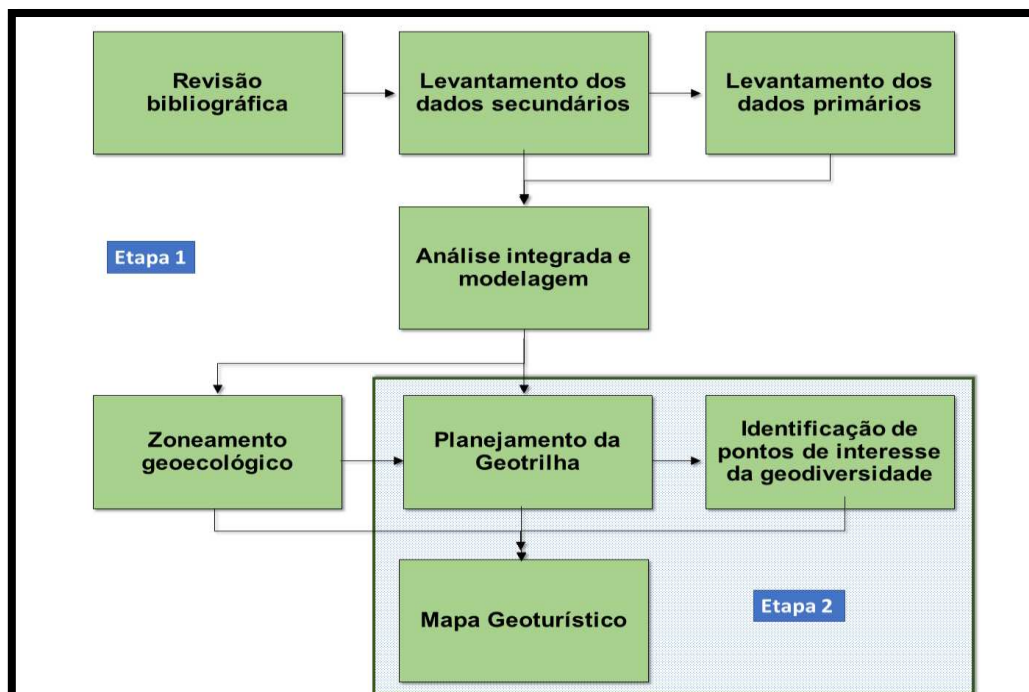 Revisão
bibliográfica
Levantamento dos
dados secundários
Levantamento dos
dados primários
Etapa 1
Análise integrada e
modelagem
Zoneamento
geoecológico
Planejamento da
Geotrilha
Identificação de
pontos de interesse
da geodiversidade
Mapa Geoturístico
Etapa 2